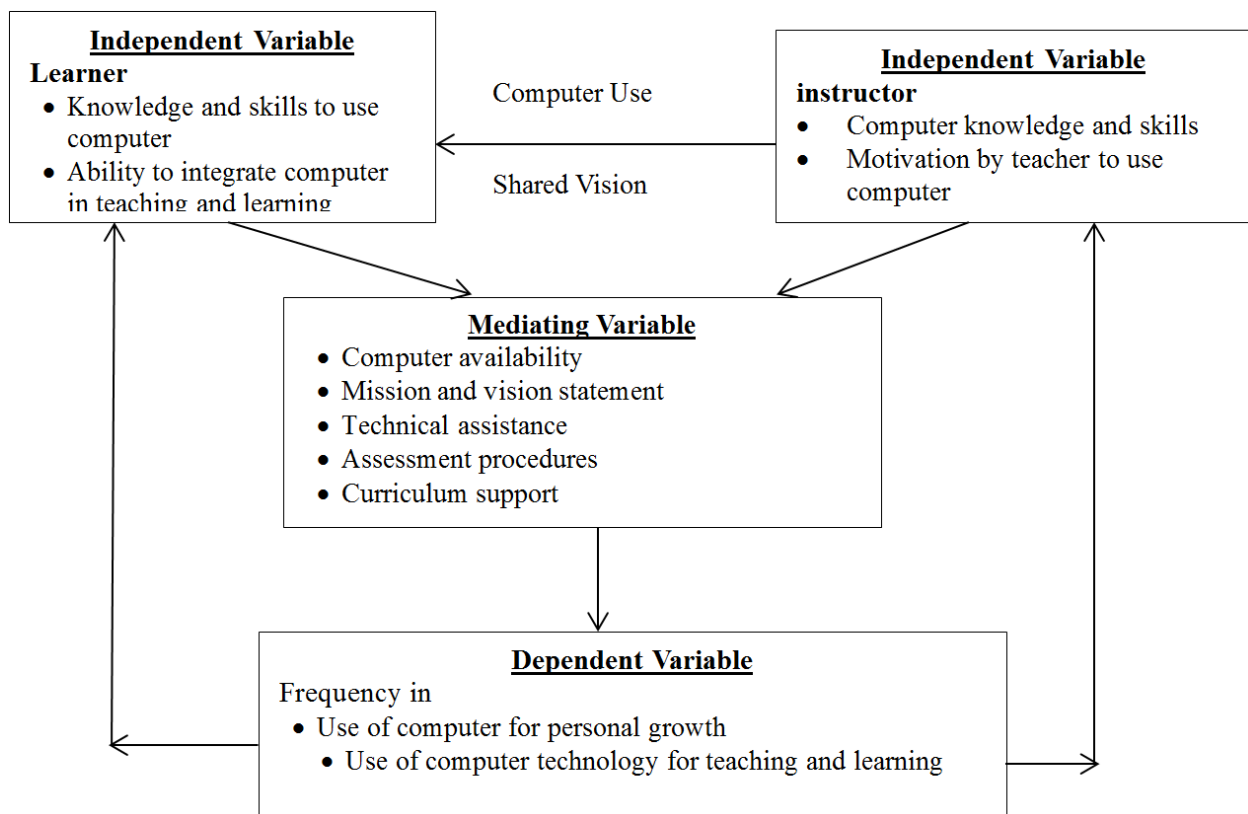 Independent Variable
Learner
• Knowledge and skills to use
computer
• Ability to integrate computer
in teaching and learning
Computer Use
Shared Vision
Independent Variable
instructor
• Computer knowledge and skills
• Motivation by teacher to use
computer
Mediating Variable
• Computer availability
• Mission and vision statement
• Technical assistance
• Assessment procedures
• Curriculum support
Dependent Variable
Frequency in
• Use of computer for personal growth
• Use of computer technology for teaching and learning